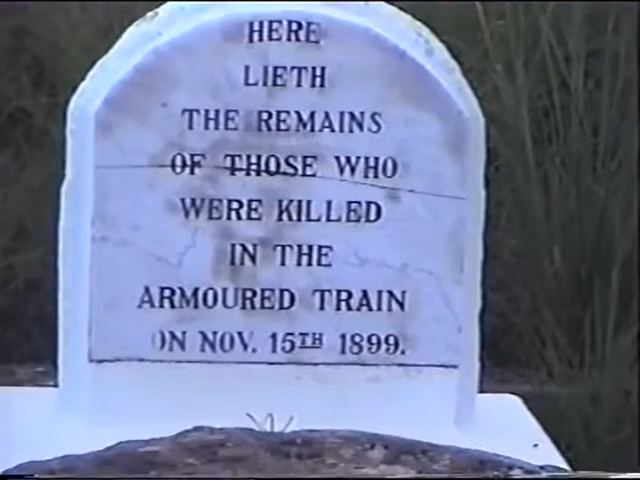 HERE
LIETH
THE REMAINS
OF THOSE WHO
WERE KILLED
IN THE
ARMOURED TRAIN
ON NOV. 15TH 1899.